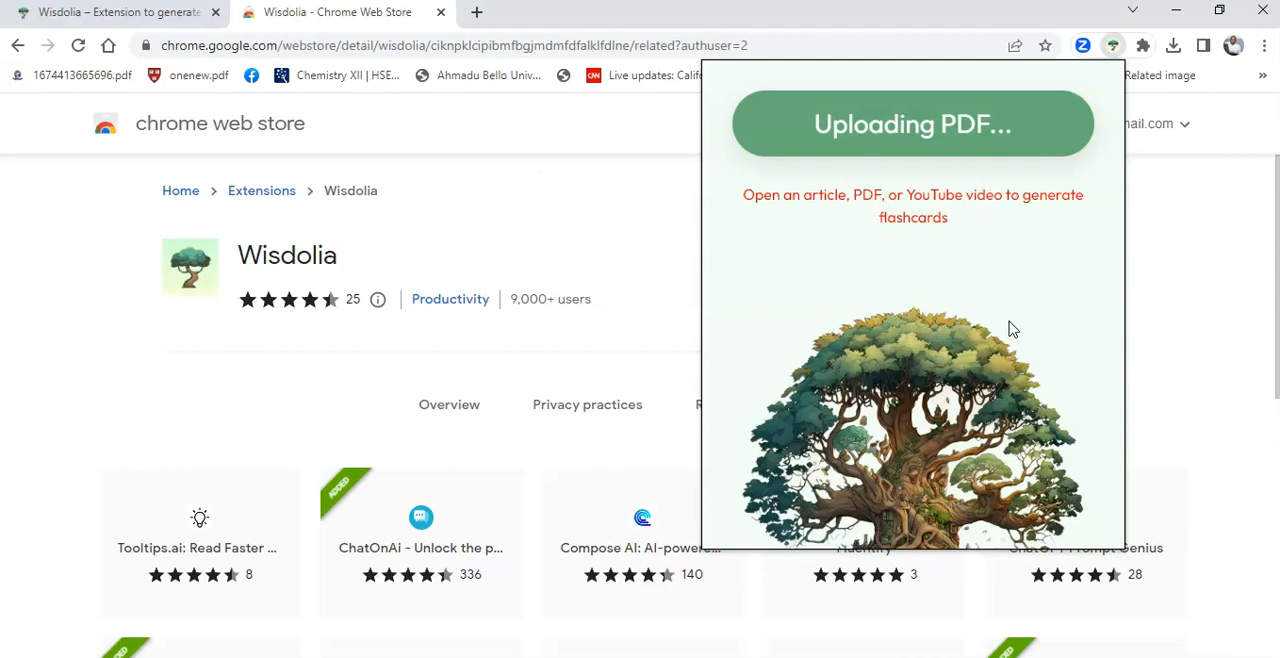 Wisdolia – Extension to generate
Wisdolia - Chrome Web Store
chrome.google.com/webstore/detail/wisdolia/ciknpklcipibmfbgjmdmfdfalklfdlne/related?authuser=2
1674413665696.pdf
onenew.pdf
Chemistry XII | HSE...
Ahmadu Bello Univ...
CNN
Live updates: Calif
Related image
»
chrome web store
mail.com
Uploading PDF...
Open an article, PDF, or YouTube video to generate
flashcards
Home > Extensions > Wisdolia
Wisdolia
25
Productivity
9,000+ users
Overview
Privacy practices
ADDED
Tooltips.ai: Read Faster ...
8
ChatOnAi - Unlock the p...
336
Compose AI: AI-powere...
140
3
28